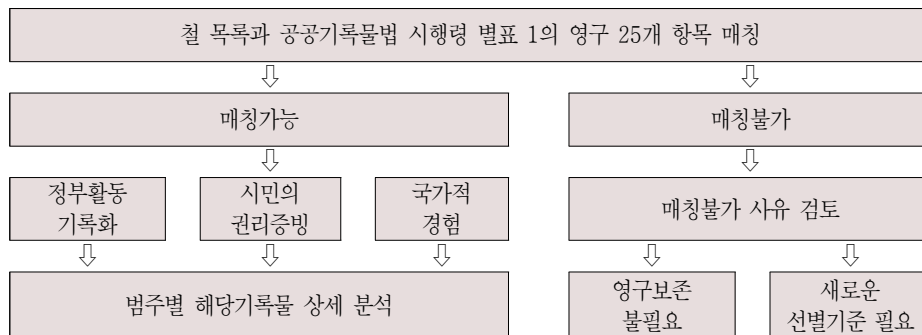 철 목록과 공공기록물법 시행령 별표 1의 영구 25개 항목 매칭
매칭가능
매칭불가
정부활동
기록화
시민의
권리증빙
국가적
경험
매칭불가 사유 검토
범주별 해당기록물 상세 분석
영구보존
불필요
새로운
선별기준 필요